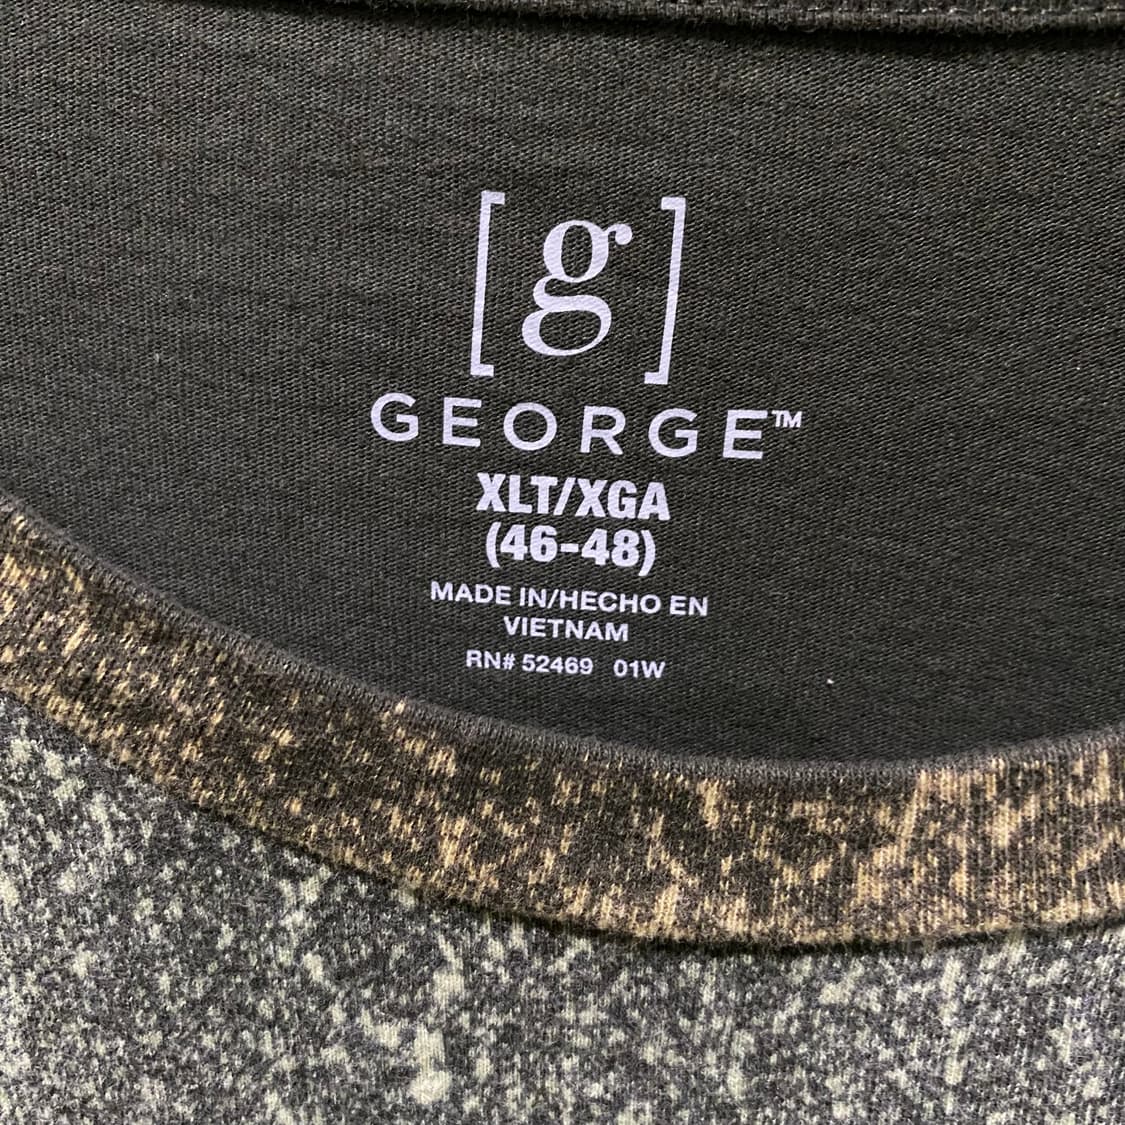 [g]
GEORGE™
XLT/XGA
(46-48)
MADE IN/HECHO EN
VIETNAM
RN# 52469 01W